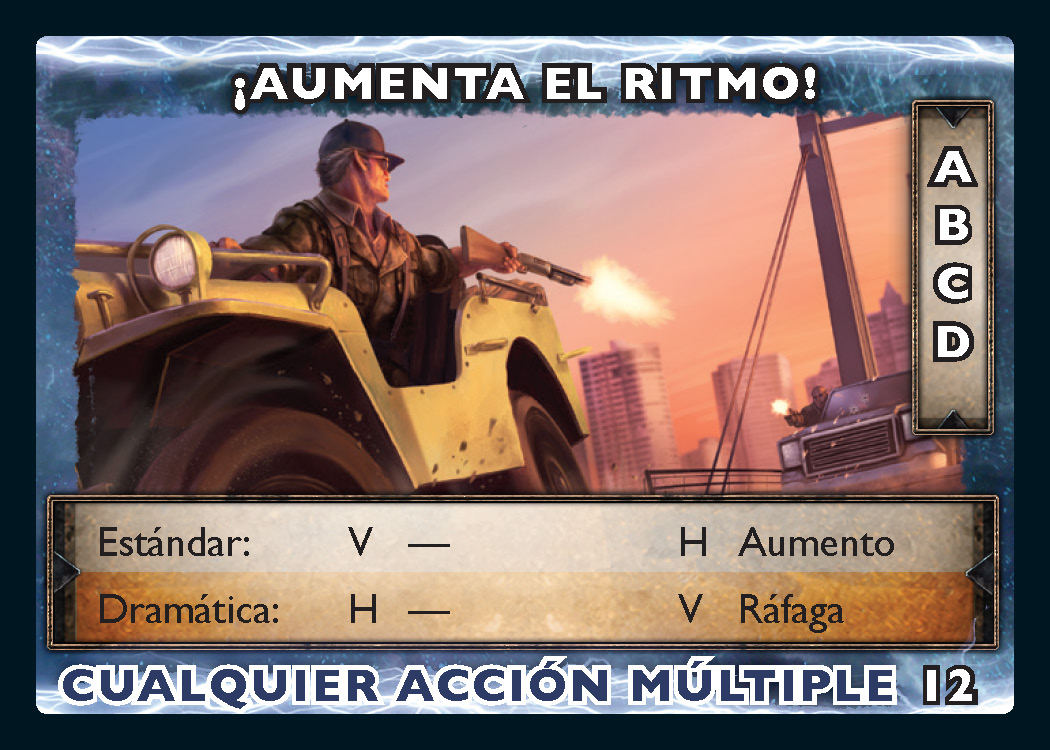 ¡AUMENTA EL RITMO!
A
B
C
D
Estándar: V — H Aumento
Dramática: H — V Ráfaga
CUALQUIER ACCIÓN MÚLTIPLE 12